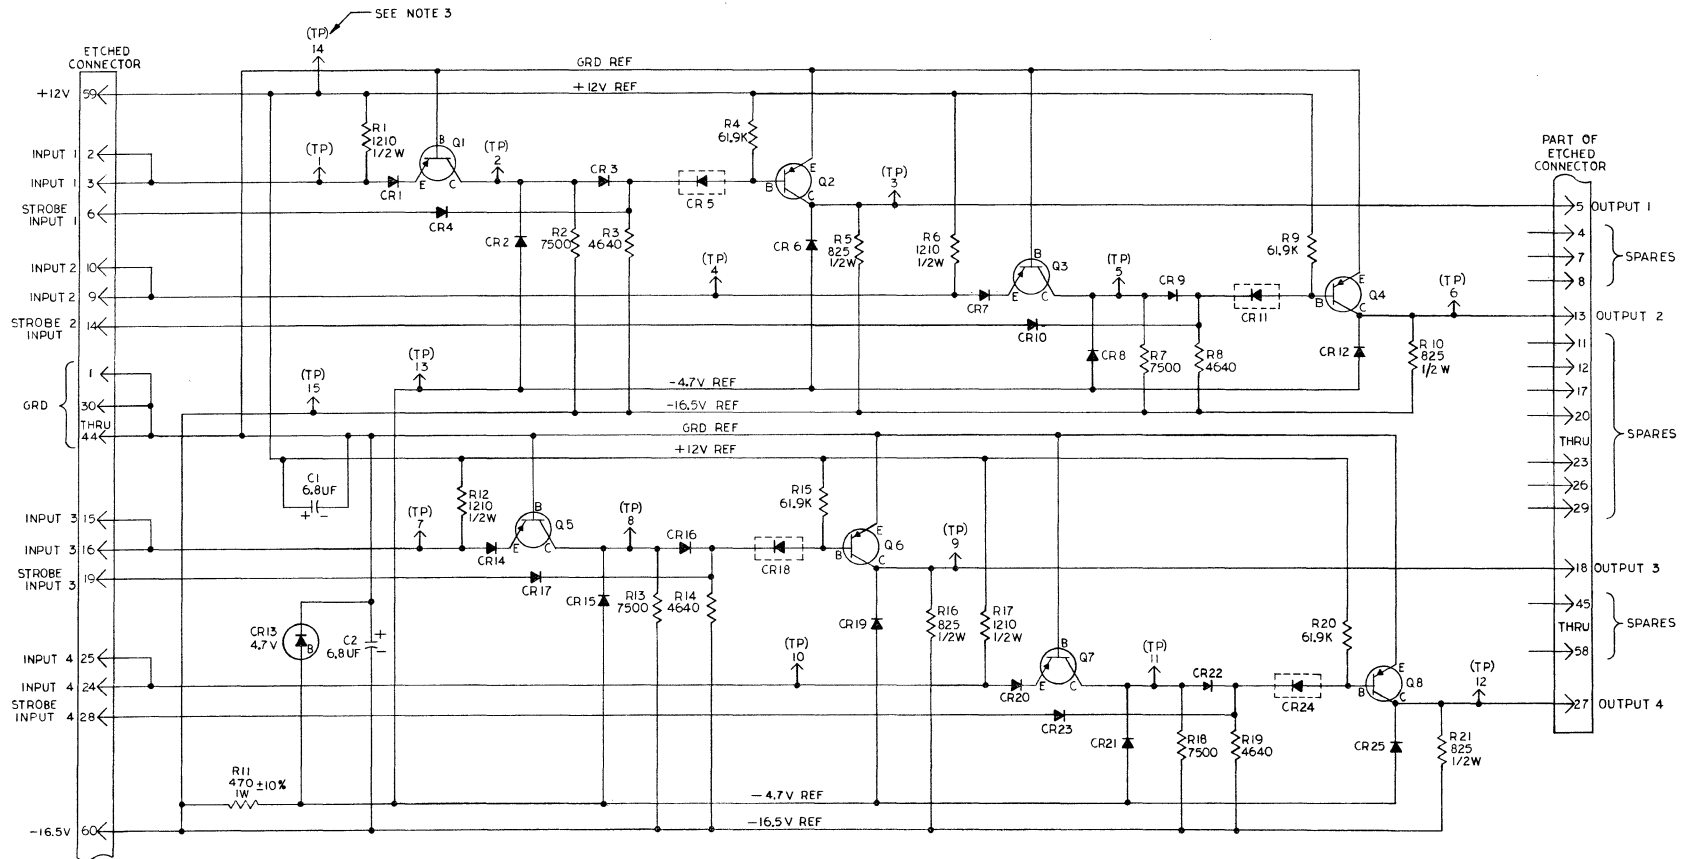 SEE NOTE 3
(TP)
14
ETCHED
CONNECTOR
GRD REF
+12V 59
+12V REF
R1
1210
1/2W
B
Q1
(TP)
1
(TP)
2
INPUT 1 2
INPUT 1 3
CR1
E
C
CR3
CR5
R4
61.9K
B
E
C
Q2
(TP)
3
STROBE
INPUT 1
6
CR4
CR2
R2
7500
R3
4640
CR6
R5
825
1/2W
R6
1210
1/2W
PART OF
ETCHED
CONNECTOR
5 OUTPUT 1
4
7
8
SPARES
INPUT 2 10
INPUT 2 9
(TP)
4
CR7
B
E
C
Q3
(TP)
5
CR9
CR11
R9
61.9K
B
E
C
Q4
(TP)
6
STROBE 2
INPUT
14
CR10
CR8
R7
7500
R8
4640
CR12
R10
825
1/2W
13 OUTPUT 2
11
12
17
20
THRU
23
26
29
SPARES
GRD
1
30
THRU
44
(TP)
13
(TP)
15
-4.7V REF
-16.5V REF
GRD REF
+12V REF
C1
6.8UF
+ -
R12
1210
1/2W
B
Q5
(TP)
7
(TP)
8
INPUT 3 15
INPUT 3 16
CR14
E
C
CR16
CR18
R15
61.9K
B
E
C
Q6
(TP)
9
STROBE
INPUT 3
19
CR17
CR15
R13
7500
R14
4640
CR19
R16
825
1/2W
R17
1210
1/2W
18 OUTPUT 3
45
THRU
58
SPARES
CR13
4.7V
B
C2
6.8UF
+
-
INPUT 4 25
INPUT 4 24
(TP)
10
CR20
B
E
C
Q7
(TP)
11
CR22
CR24
R20
61.9K
B
E
C
Q8
(TP)
12
STROBE
INPUT 4
28
CR23
CR21
R18
7500
R19
4640
CR25
R21
825
1/2W
27 OUTPUT 4
R11
470 ±10%
1W
-4.7V REF
-16.5V 60
-16.5V REF